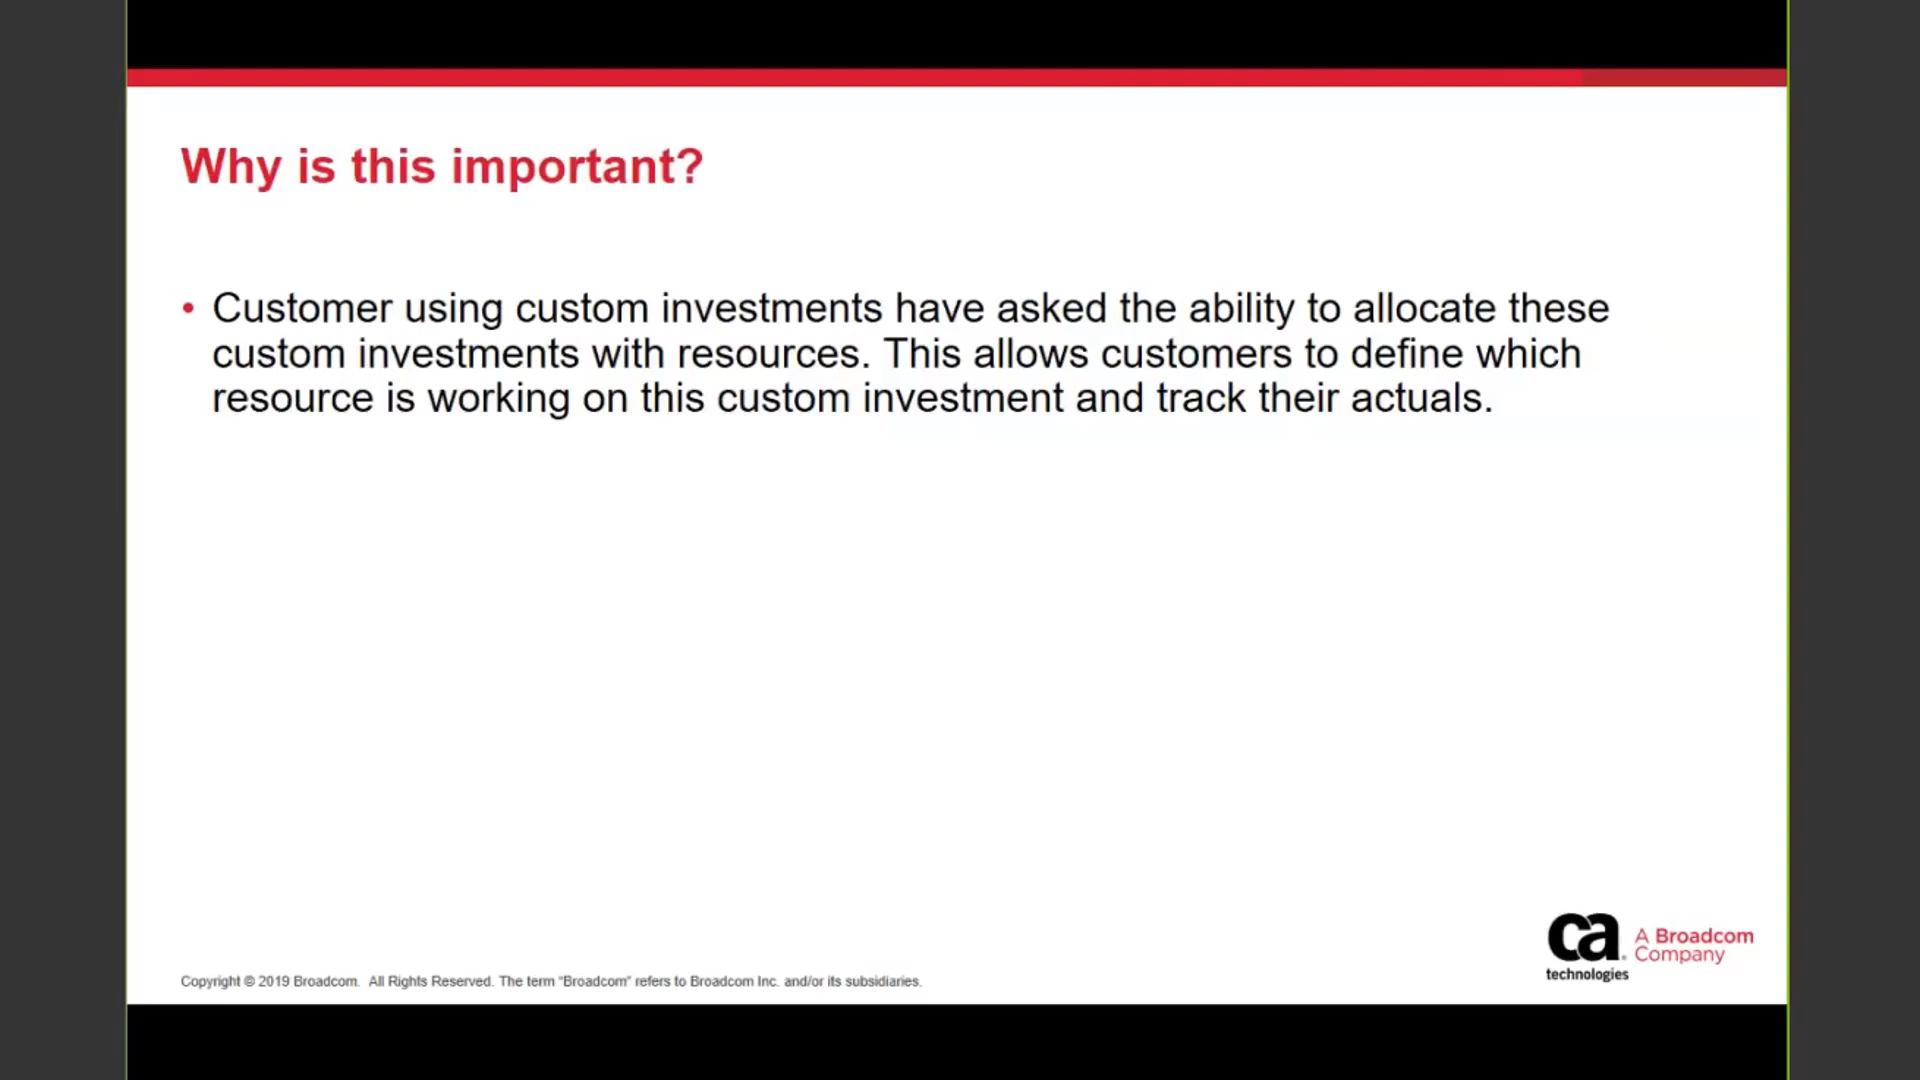 Why is this important?
• Customer using custom investments have asked the ability to allocate these
custom investments with resources. This allows customers to define which
resource is working on this custom investment and track their actuals.
ca
technologies
A Broadcom
Company
Copyright © 2019 Broadcom. All Rights Reserved. The term “Broadcom” refers to Broadcom Inc. and/or its subsidiaries.